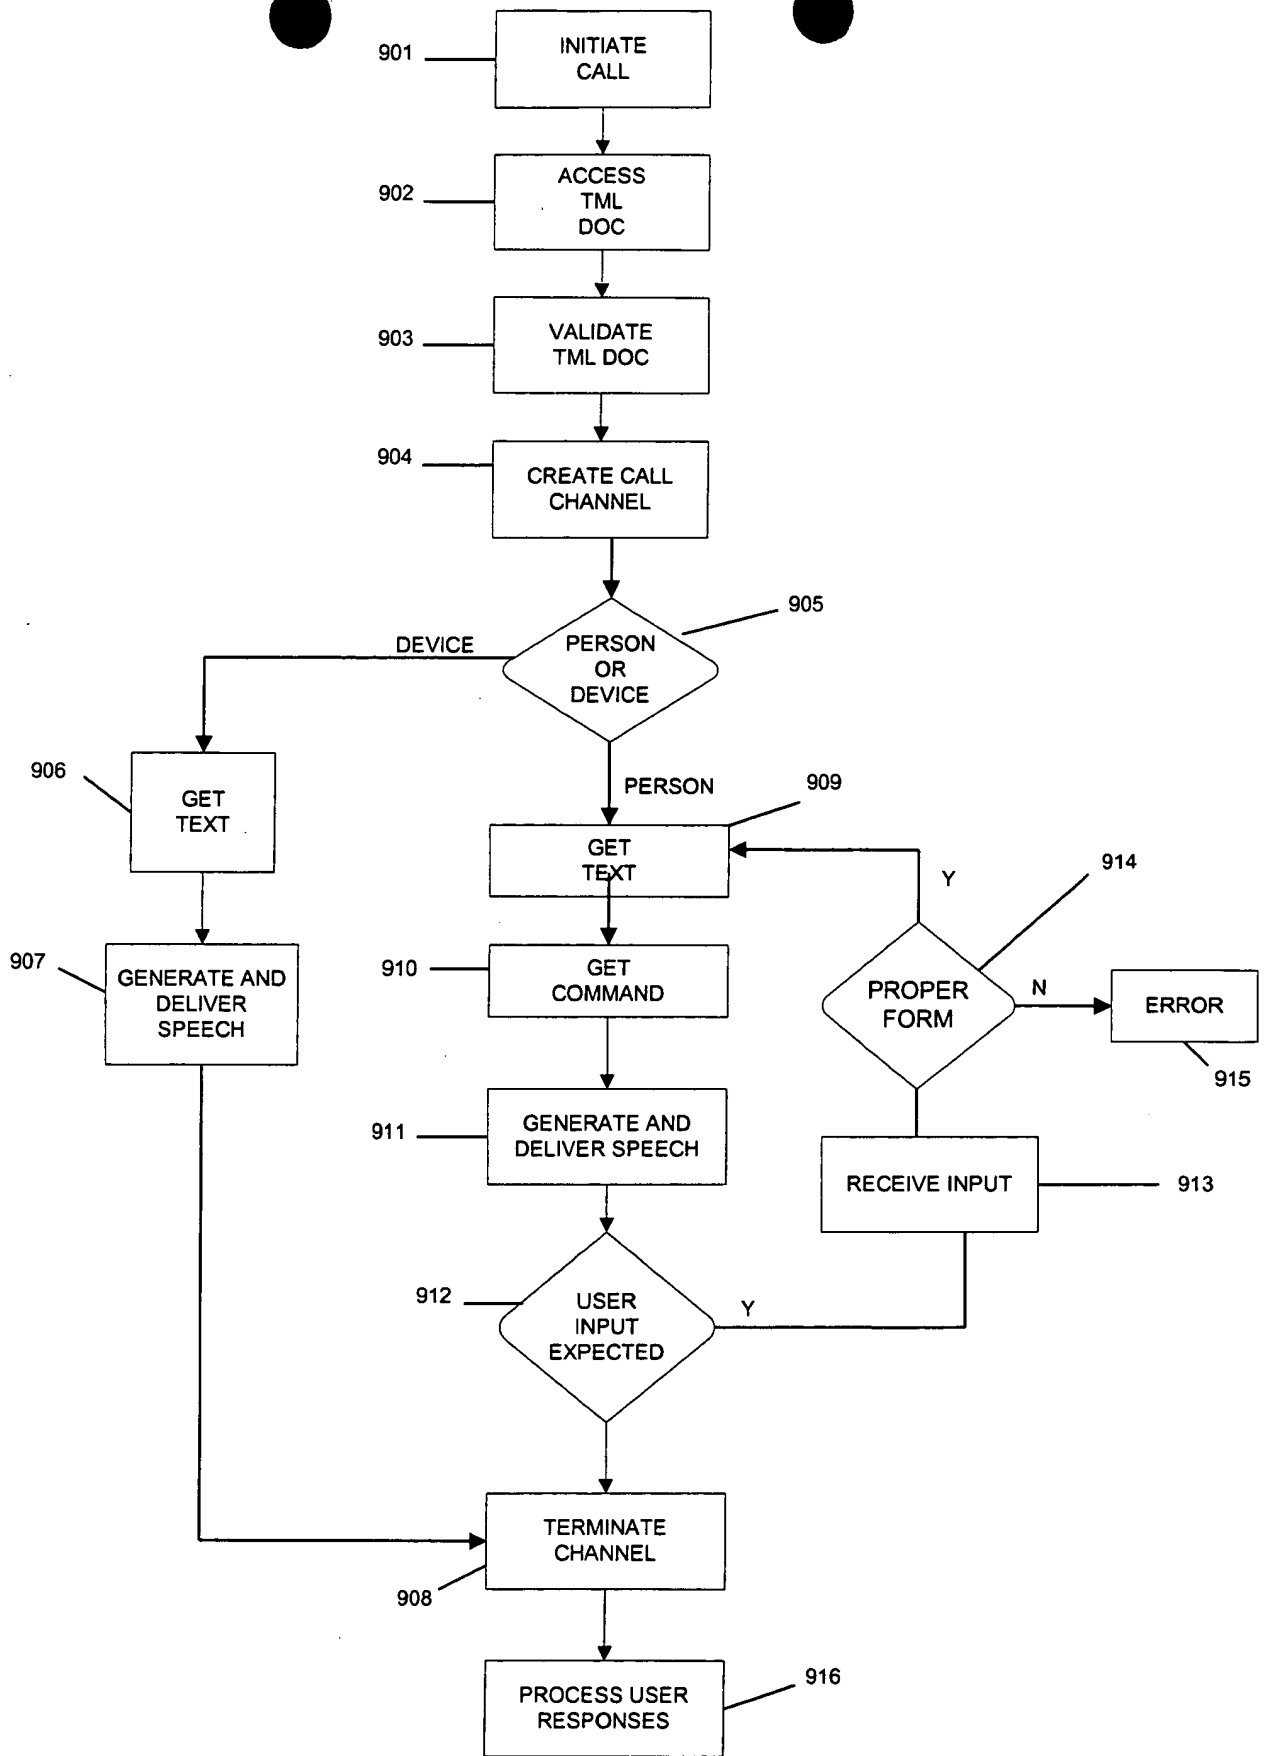 901
INITIATE
CALL
902
ACCESS
TML
DOC
903
VALIDATE
TML DOC
904
CREATE CALL
CHANNEL
905
PERSON
OR
DEVICE
DEVICE
906
GET
TEXT
907
GENERATE AND
DELIVER
SPEECH
PERSON
909
GET
TEXT
910
GET
COMMAND
911
GENERATE AND
DELIVER SPEECH
912
USER
INPUT
EXPECTED
Y
913
RECEIVE INPUT
914
PROPER
FORM
Y
N
ERROR
915
TERMINATE
CHANNEL
908
PROCESS USER
RESPONSES
916